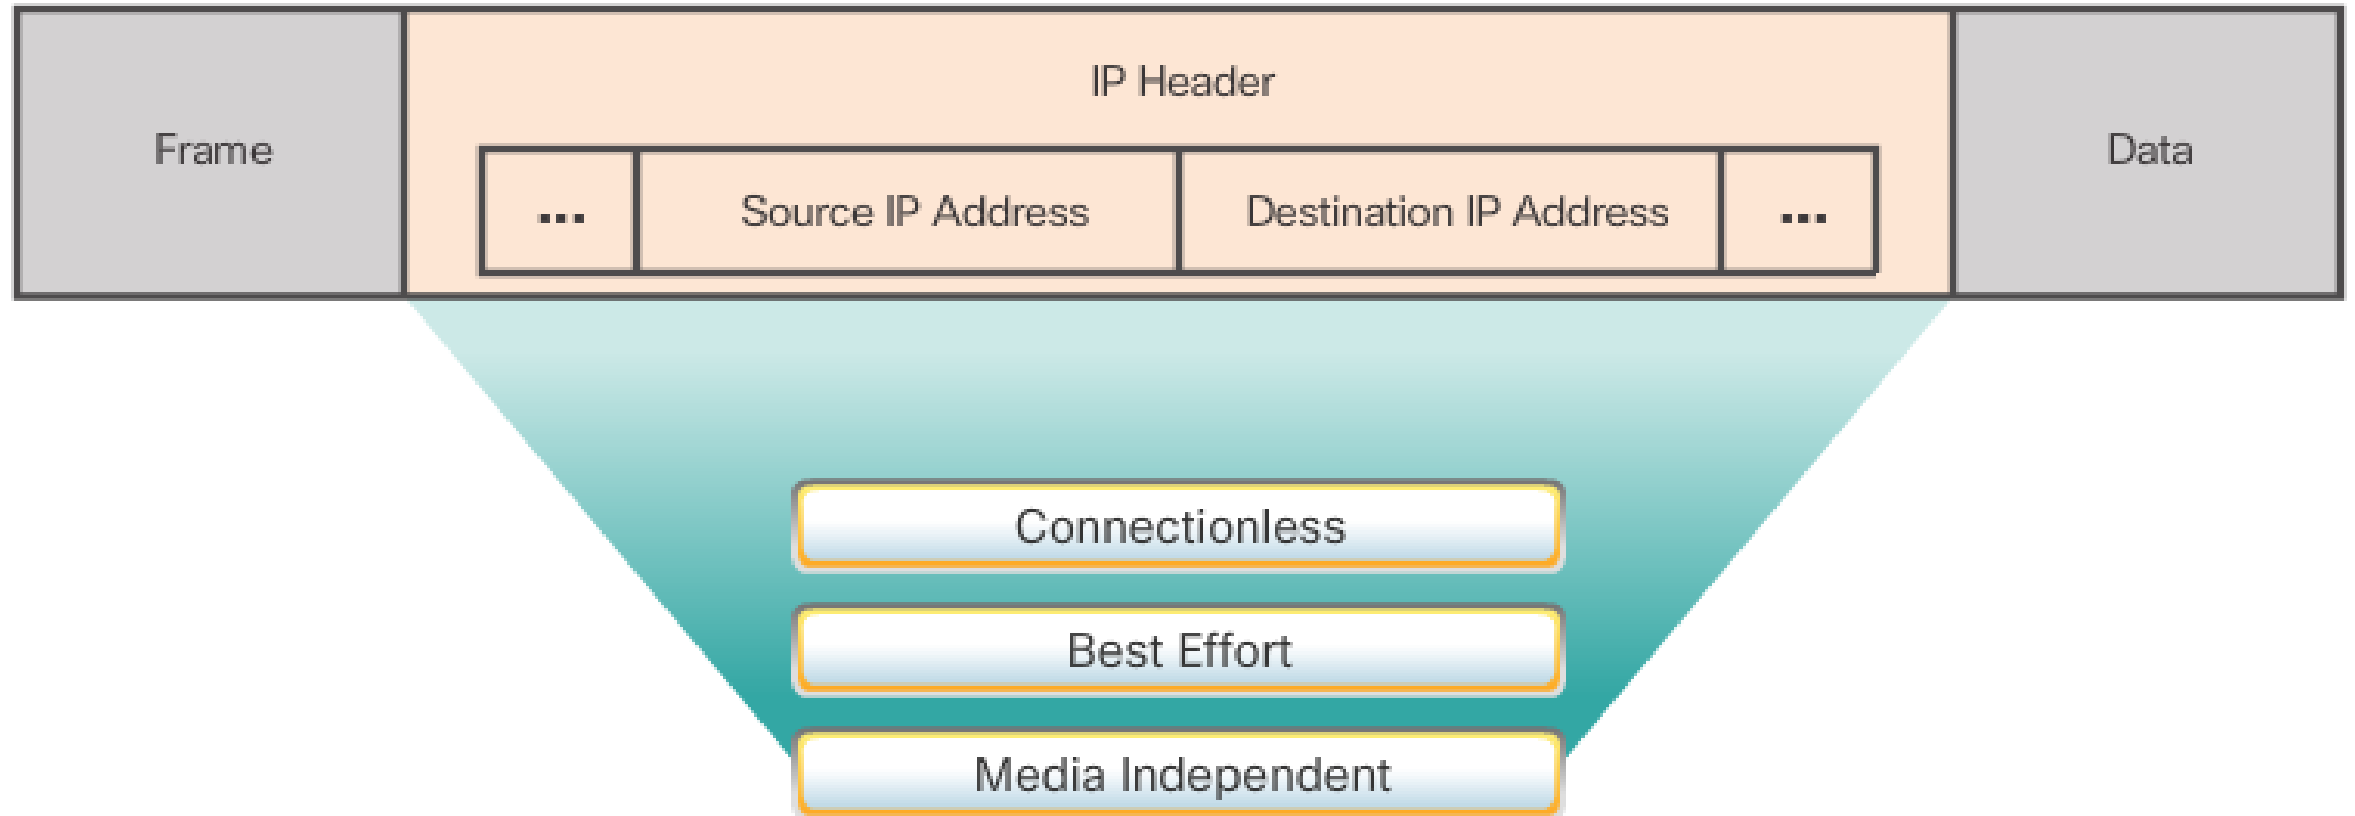 IP Header
Frame
Data
... Source IP Address Destination IP Address ...
Connectionless
Best Effort
Media Independent